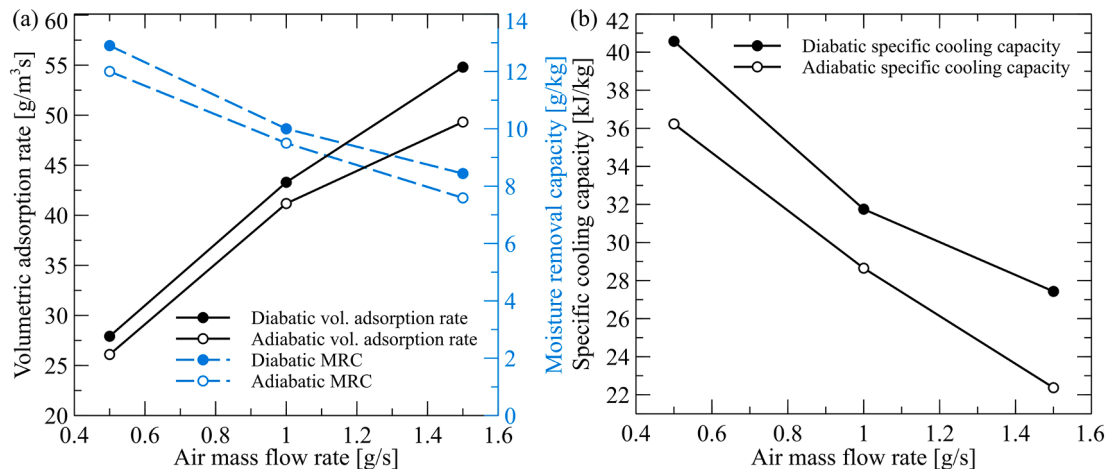 (a)
60
55
50
45
40
35
30
25
20
Volumetric adsorption rate [g/m³s]
14
12
10
8
6
4
2
0
Moisture removal capacity [g/kg]
Diabatic vol. adsorption rate
Adiabatic vol. adsorption rate
Diabatic MRC
Adiabatic MRC
0.4 0.6 0.8 1 1.2 1.4 1.6
Air mass flow rate [g/s]
(b)
42
40
38
36
34
32
30
28
26
24
22
Specific cooling capacity [kJ/kg]
Diabatic specific cooling capacity
Adiabatic specific cooling capacity
0.4 0.6 0.8 1 1.2 1.4 1.6
Air mass flow rate [g/s]